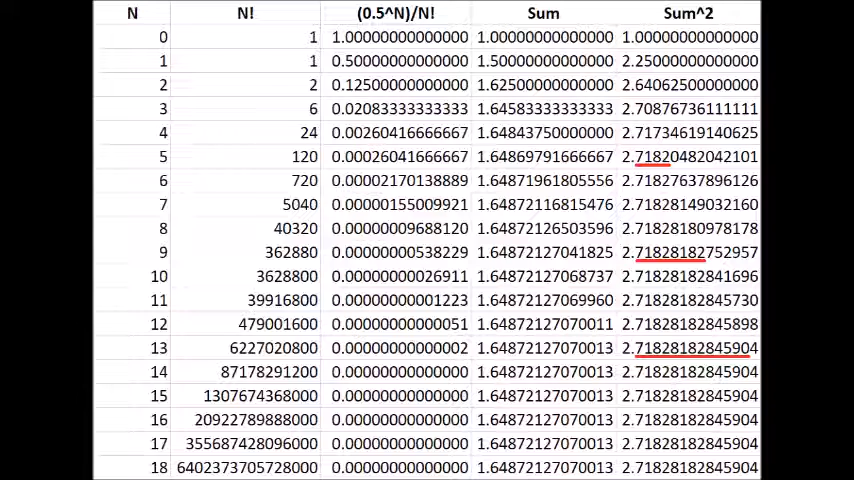 N N! (0.5^N)/N! Sum Sum^2
0 1 1.00000000000000 1.00000000000000 1.00000000000000
1 1 0.50000000000000 1.50000000000000 2.25000000000000
2 2 0.12500000000000 1.62500000000000 2.64062500000000
3 6 0.02083333333333 1.64583333333333 2.70876736111111
4 24 0.00260416666667 1.64843750000000 2.71734619140625
5 120 0.00026041666667 1.64869791666667 2.71820482042101
6 720 0.00002170138889 1.64871961805556 2.71827637896126
7 5040 0.00000155009921 1.64872116815476 2.71828149032160
8 40320 0.00000009688120 1.64872126503596 2.71828180978178
9 362880 0.00000000538229 1.64872127041825 2.71828182752957
10 3628800 0.00000000026911 1.64872127068737 2.71828182841696
11 39916800 0.00000000001223 1.64872127069960 2.71828182845730
12 479001600 0.00000000000051 1.64872127070011 2.71828182845898
13 6227020800 0.00000000000002 1.64872127070013 2.71828182845904
14 87178291200 0.00000000000000 1.64872127070013 2.71828182845904
15 1307674368000 0.00000000000000 1.64872127070013 2.71828182845904
16 20922789888000 0.00000000000000 1.64872127070013 2.71828182845904
17 355687428096000 0.00000000000000 1.64872127070013 2.71828182845904
18 6402373705728000 0.00000000000000 1.64872127070013 2.71828182845904